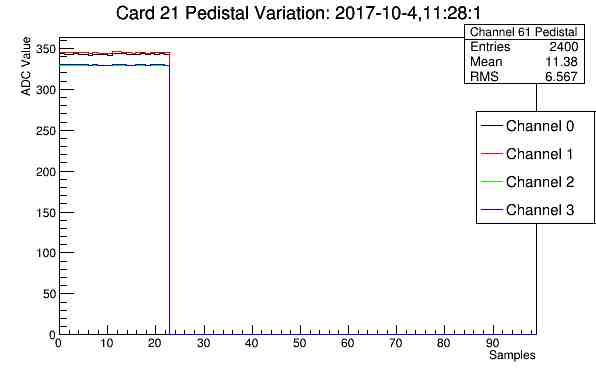 Card 21 Pedistal Variation: 2017-10-4,11:28:1
Channel 61 Pedistal
Entries 2400
Mean 11.38
RMS 6.567
Channel 0
Channel 1
Channel 2
Channel 3
ADC Value
350
300
250
200
150
100
50
0
0 10 20 30 40 50 60 70 80 90
Samples